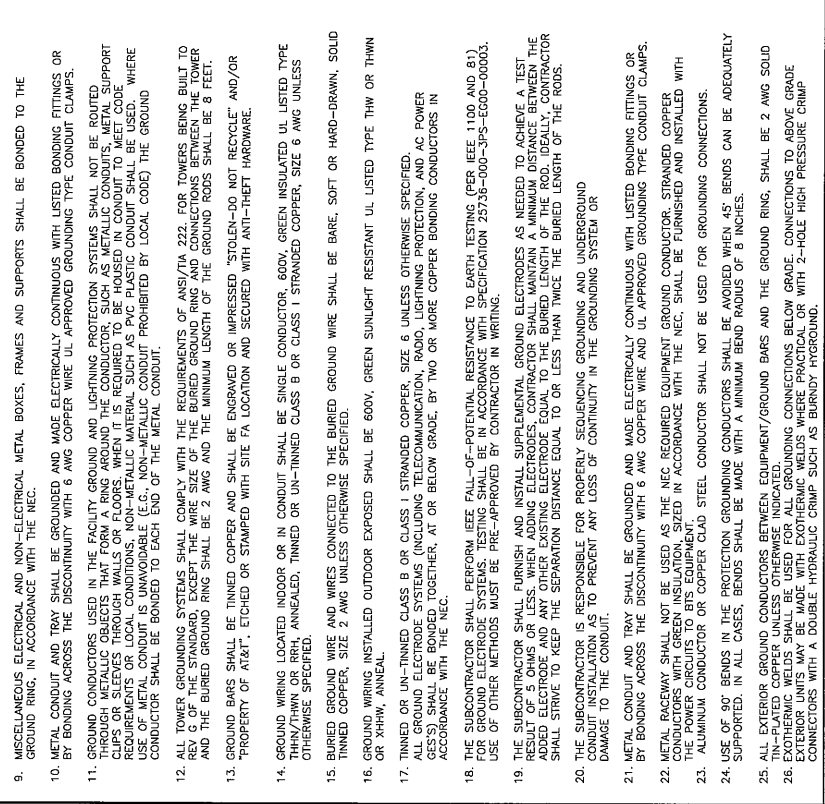 9. MISCELLANEOUS ELECTRICAL AND NON-ELECTRICAL METAL BOXES, FRAMES AND SUPPORTS SHALL BE BONDED TO THE
GROUND RING, IN ACCORDANCE WITH THE NEC.
10. METAL CONDUIT AND TRAY SHALL BE GROUNDED AND MADE ELECTRICALLY CONTINUOUS WITH LISTED BONDING FITTINGS OR
BY BONDING ACROSS THE DISCONTINUITY WITH 6 AWG COPPER WIRE UL APPROVED GROUNDING TYPE CONDUIT CLAMPS.
11. GROUND CONDUCTORS USED IN THE FACILITY GROUND AND LIGHTNING PROTECTION SYSTEMS SHALL NOT BE ROUTED
THROUGH METALLIC OBJECTS THAT FORM A RING AROUND THE CONDUCTOR, SUCH AS METALLIC CONDUITS, METAL SUPPORT
CLIPS OR SLEEVES THROUGH WALLS OR FLOORS. WHEN IT IS REQUIRED TO BE HOUSED IN CONDUIT TO MEET CODE
REQUIREMENTS OR LOCAL CONDITIONS, NON-METALLIC MATERIAL SUCH AS PVC PLASTIC CONDUIT SHALL BE USED. WHERE
USE OF METAL CONDUIT IS UNAVOIDABLE (E.G., NON-METALLIC CONDUIT PROHIBITED BY LOCAL CODE) THE GROUND
CONDUCTOR SHALL BE BONDED TO EACH END OF THE METAL CONDUIT.
12. ALL TOWER GROUNDING SYSTEMS SHALL COMPLY WITH THE REQUIREMENTS OF ANSI/TIA 222. FOR TOWERS BEING BUILT TO
REV G OF THE STANDARD, EXCEPT THE WIRE SIZE OF THE BURIED GROUND RING AND CONNECTIONS BETWEEN THE TOWER
AND THE BURIED GROUND RING SHALL BE 2 AWG AND THE MINIMUM LENGTH OF THE GROUND RODS SHALL BE 8 FEET.
13. GROUND BARS SHALL BE TINNED COPPER AND SHALL BE ENGRAVED OR IMPRESSED "STOLEN-DO NOT RECYCLE" AND/OR
"PROPERTY OF AT&T". ETCHED OR STAMPED WITH SITE FA LOCATION AND SECURED WITH ANTI-THEFT HARDWARE.
14. GROUND WIRING LOCATED INDOOR OR IN CONDUIT SHALL BE SINGLE CONDUCTOR, 600V, GREEN INSULATED UL LISTED TYPE
THHN/THWN OR RRH, ANNEALED, TINNED OR UN-TINNED CLASS B OR CLASS I STRANDED COPPER, SIZE 6 AWG UNLESS
OTHERWISE SPECIFIED.
15. BURIED GROUND WIRE AND WIRES CONNECTED TO THE BURIED GROUND WIRE SHALL BE BARE, SOFT OR HARD-DRAWN, SOLID
TINNED COPPER, SIZE 2 AWG UNLESS OTHERWISE SPECIFIED.
16. GROUND WIRING INSTALLED OUTDOOR EXPOSED SHALL BE 600V, GREEN SUNLIGHT RESISTANT UL LISTED TYPE THW OR THWN
OR XHHW, ANNEAL.
17. TINNED OR UN-TINNED CLASS B OR CLASS I STRANDED COPPER, SIZE 6 UNLESS OTHERWISE SPECIFIED.
ALL GROUND ELECTRODE SYSTEMS (INCLUDING TELECOMMUNICATION, RADIO, LIGHTNING PROTECTION, AND AC POWER
GES'S) SHALL BE BONDED TOGETHER, AT OR BELOW GRADE, BY TWO OR MORE COPPER BONDING CONDUCTORS IN
ACCORDANCE WITH THE NEC.
18. THE SUBCONTRACTOR SHALL PERFORM IEEE FALL-OF-POTENTIAL RESISTANCE TO EARTH TESTING (PER IEEE 1100 AND 81)
FOR GROUND ELECTRODE SYSTEMS. TESTING SHALL BE IN ACCORDANCE WITH SPECIFICATION 25736-000-3PS-EG00-00003.
USE OF OTHER METHODS MUST BE PRE-APPROVED BY CONTRACTOR IN WRITING.
19. THE SUBCONTRACTOR SHALL FURNISH AND INSTALL SUPPLEMENTAL GROUND ELECTRODES AS NEEDED TO ACHIEVE A TEST
RESULT OF 5 OHMS OR LESS. WHEN ADDING ELECTRODES, CONTRACTOR SHALL MAINTAIN A MINIMUM DISTANCE BETWEEN THE
ADDED ELECTRODE AND ANY OTHER EXISTING ELECTRODE EQUAL TO THE BURIED LENGTH OF THE ROD. IDEALLY, CONTRACTOR
SHALL STRIVE TO KEEP THE SEPARATION DISTANCE EQUAL TO OR LESS THAN TWICE THE BURIED LENGTH OF THE RODS.
20. THE SUBCONTRACTOR IS RESPONSIBLE FOR PROPERLY SEQUENCING GROUNDING AND UNDERGROUND
CONDUIT INSTALLATION AS TO PREVENT ANY LOSS OF CONTINUITY IN THE GROUNDING SYSTEM OR
DAMAGE TO THE CONDUIT.
21. METAL CONDUIT AND TRAY SHALL BE GROUNDED AND MADE ELECTRICALLY CONTINUOUS WITH LISTED BONDING FITTINGS OR
BY BONDING ACROSS THE DISCONTINUITY WITH 6 AWG COPPER WIRE AND UL APPROVED GROUNDING TYPE CONDUIT CLAMPS.
22. METAL RACEWAY SHALL NOT BE USED AS THE NEC REQUIRED EQUIPMENT GROUND CONDUCTOR. STRANDED COPPER
CONDUCTORS WITH GREEN INSULATION, SIZED IN ACCORDANCE WITH THE NEC, SHALL BE FURNISHED AND INSTALLED WITH
THE POWER CIRCUITS TO BTS EQUIPMENT.
23. ALUMINUM CONDUCTOR OR COPPER CLAD STEEL CONDUCTOR SHALL NOT BE USED FOR GROUNDING CONNECTIONS.
24. USE OF 90° BENDS IN THE PROTECTION GROUNDING CONDUCTORS SHALL BE AVOIDED WHEN 45° BENDS CAN BE ADEQUATELY
SUPPORTED. IN ALL CASES, BENDS SHALL BE MADE WITH A MINIMUM BEND RADIUS OF 8 INCHES.
25. ALL EXTERIOR GROUND CONDUCTORS BETWEEN EQUIPMENT/GROUND BARS AND THE GROUND RING, SHALL BE 2 AWG SOLID
TIN-PLATED COPPER UNLESS OTHERWISE INDICATED.
26. EXOTHERMIC WELDS SHALL BE USED FOR ALL GROUNDING CONNECTIONS BELOW GRADE. CONNECTIONS TO ABOVE GRADE
EXTERIOR UNITS MAY BE MADE WITH EXOTHERMIC WELDS WHERE PRACTICAL OR WITH 2-HOLE HIGH PRESSURE CRIMP
CONNECTORS WITH A DOUBLE HYDRAULIC CRIMP SUCH AS BURNDY HYGROUND.